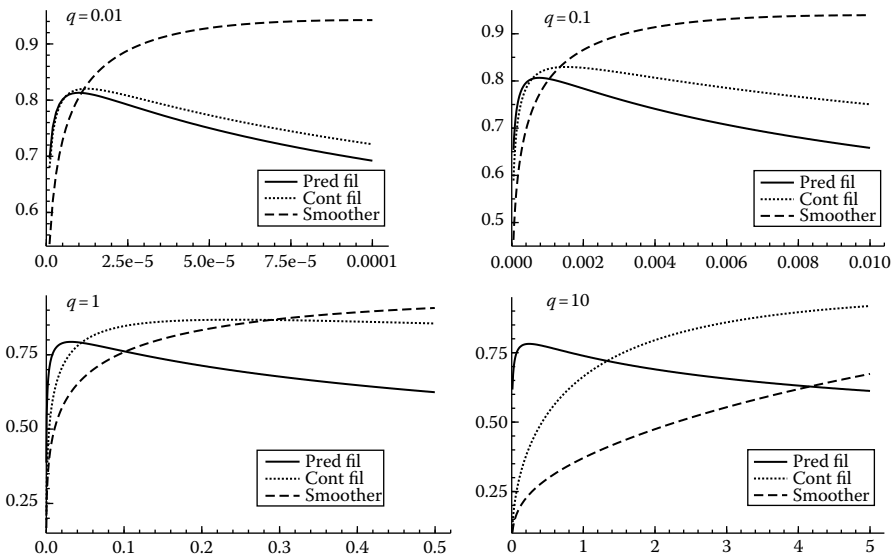 q = 0.01
0.9
0.8
0.7
0.6
Pred fil
Cont fil
Smoother
0.0 2.5e−5 5.0e−5 7.5e−5 0.0001
q = 0.1
0.9
0.8
0.7
0.6
0.5
Pred fil
Cont fil
Smoother
0.000 0.002 0.004 0.006 0.008 0.010
q = 1
0.75
0.50
0.25
Pred fil
Cont fil
Smoother
0.0 0.1 0.2 0.3 0.4 0.5
q = 10
0.75
0.50
0.25
Pred fil
Cont fil
Smoother
0 1 2 3 4 5